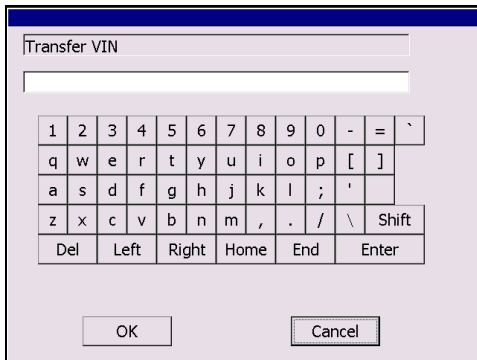 Transfer VIN
1 2 3 4 5 6 7 8 9 0 - = `
q w e r t y u i o p [ ]
a s d f g h j k l ; '
z x c v b n m , . / \ Shift
Del Left Right Home End Enter
OK Cancel